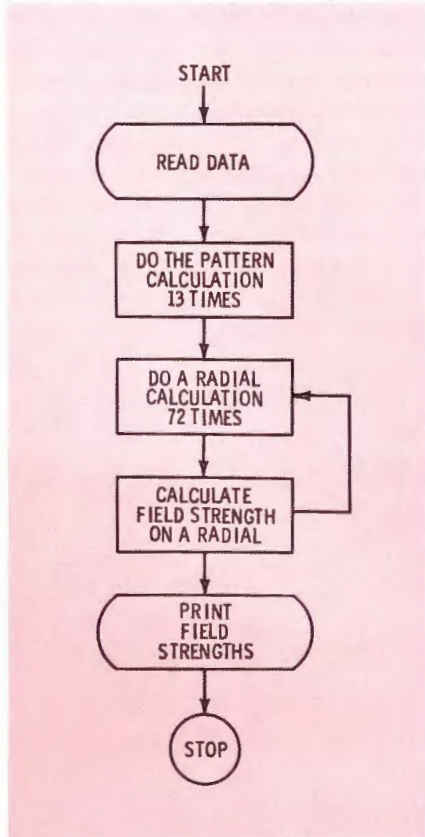 START
READ DATA
DO THE PATTERN
CALCULATION
13 TIMES
DO A RADIAL
CALCULATION
72 TIMES
CALCULATE
FIELD STRENGTH
ON A RADIAL
PRINT
FIELD
STRENGTHS
STOP